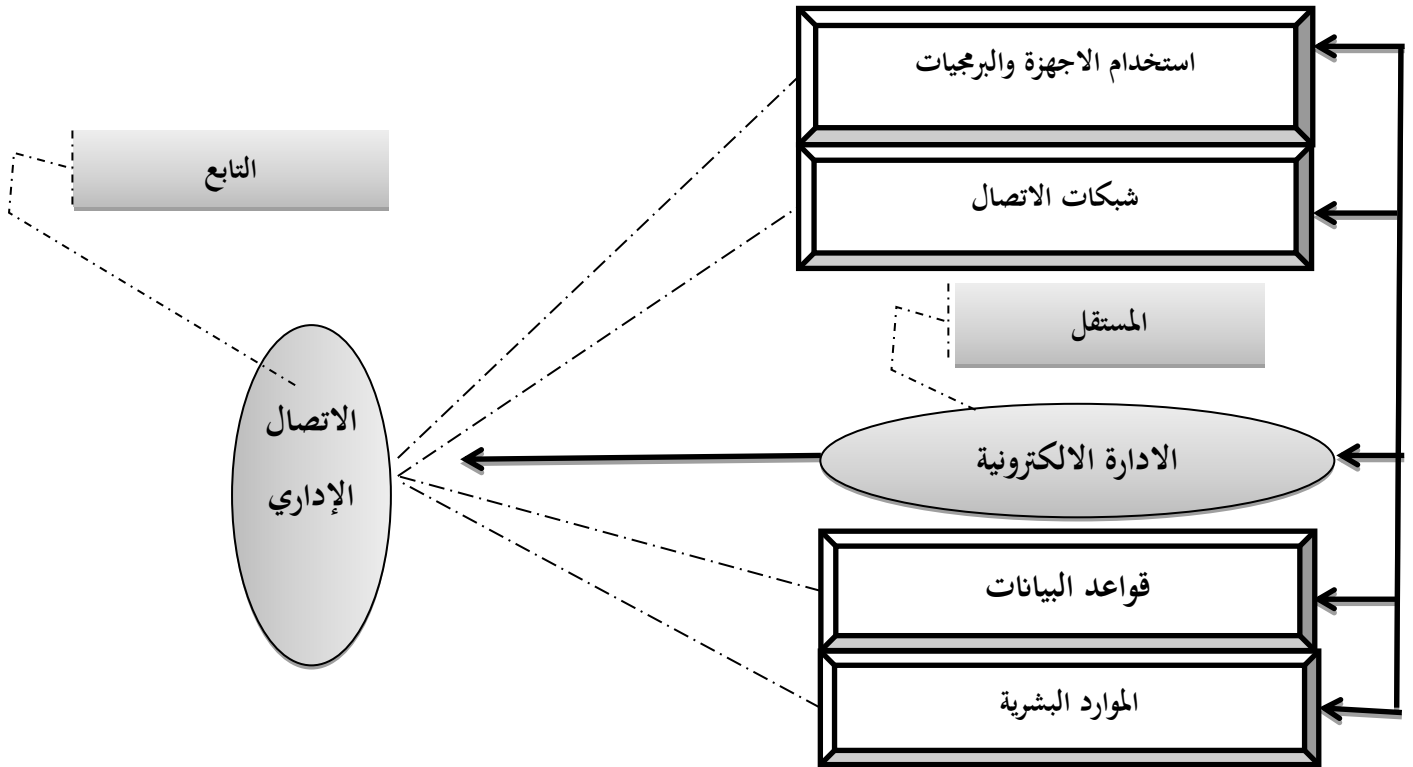 استخدام الاجهزة والبرمجيات
التابع
شبكات الاتصال
المستقل
الاتصال
الإداري
الادارة الالكترونية
قواعد البيانات
الموارد البشرية